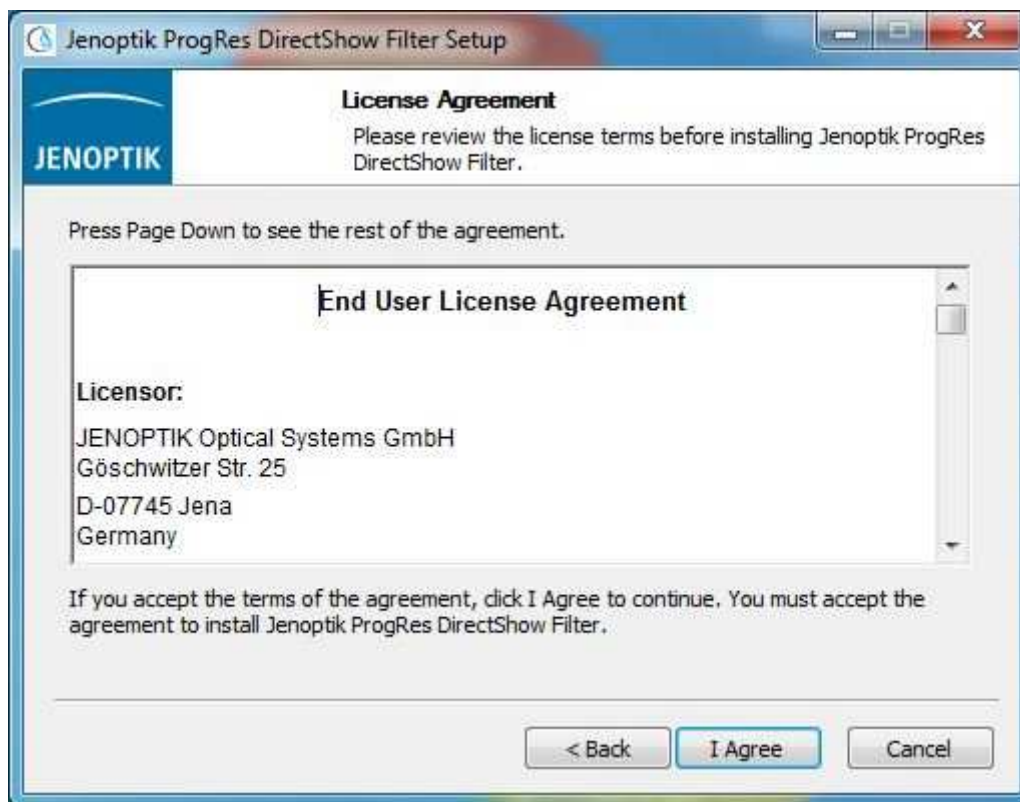 Jenoptik ProgRes DirectShow Filter Setup
JENOPTIK
License Agreement
Please review the license terms before installing Jenoptik ProgRes
DirectShow Filter.
Press Page Down to see the rest of the agreement.
End User License Agreement
Licensor:
JENOPTIK Optical Systems GmbH
Göschwitzer Str. 25
D-07745 Jena
Germany
If you accept the terms of the agreement, click I Agree to continue. You must accept the
agreement to install Jenoptik ProgRes DirectShow Filter.
< Back
I Agree
Cancel